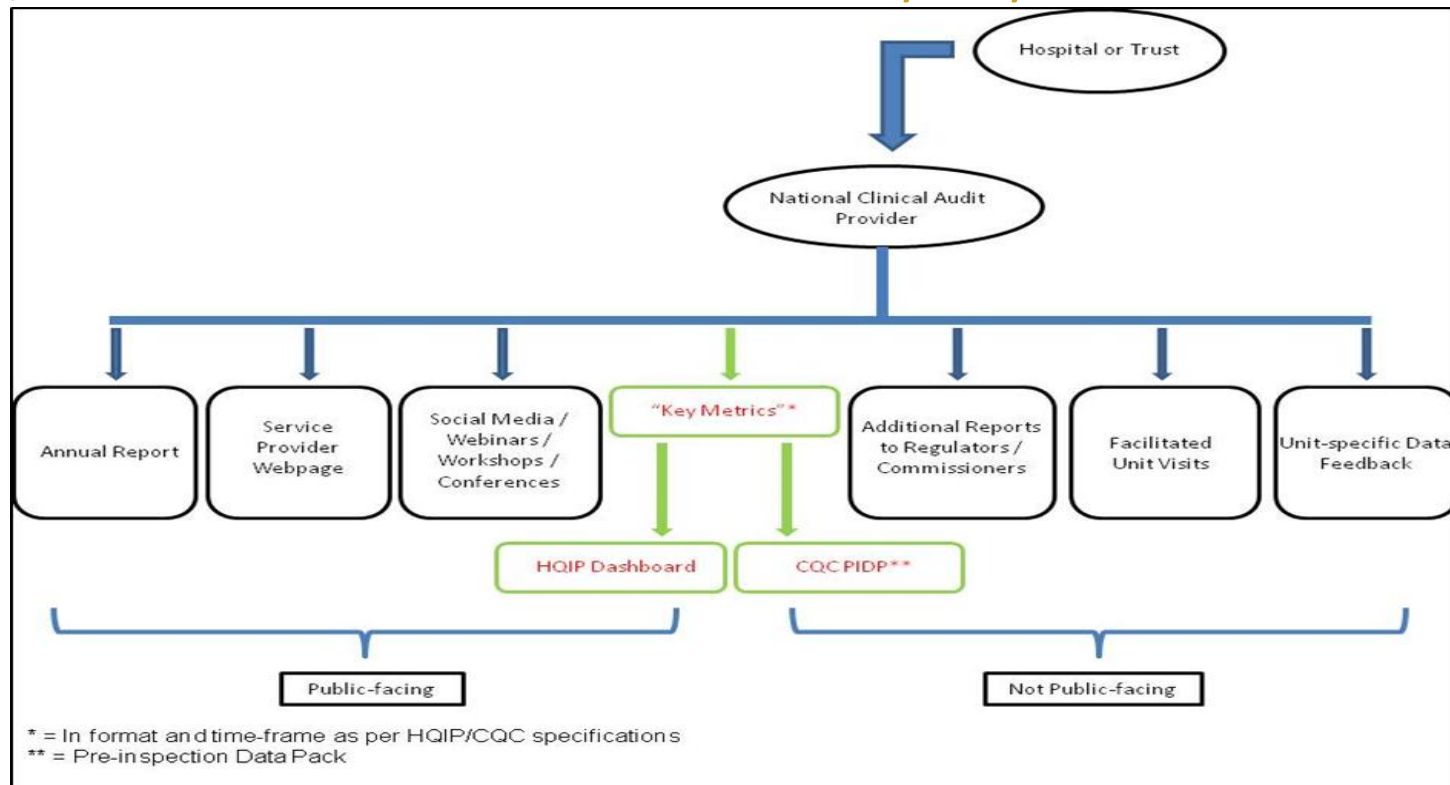 Hospital or Trust
National Clinical Audit
Provider
Annual Report
Service
Provider
Webpage
Social Media /
Webinars /
Workshops /
Conferences
"Key Metrics"*
Additional Reports
to Regulators /
Commissioners
Facilitated
Unit Visits
Unit-specific Data
Feedback
HQIP Dashboard
CQC PIDP**
Public-facing
Not Public-facing
* = In format and time-frame as per HQIP/CQC specifications
** = Pre-inspection Data Pack